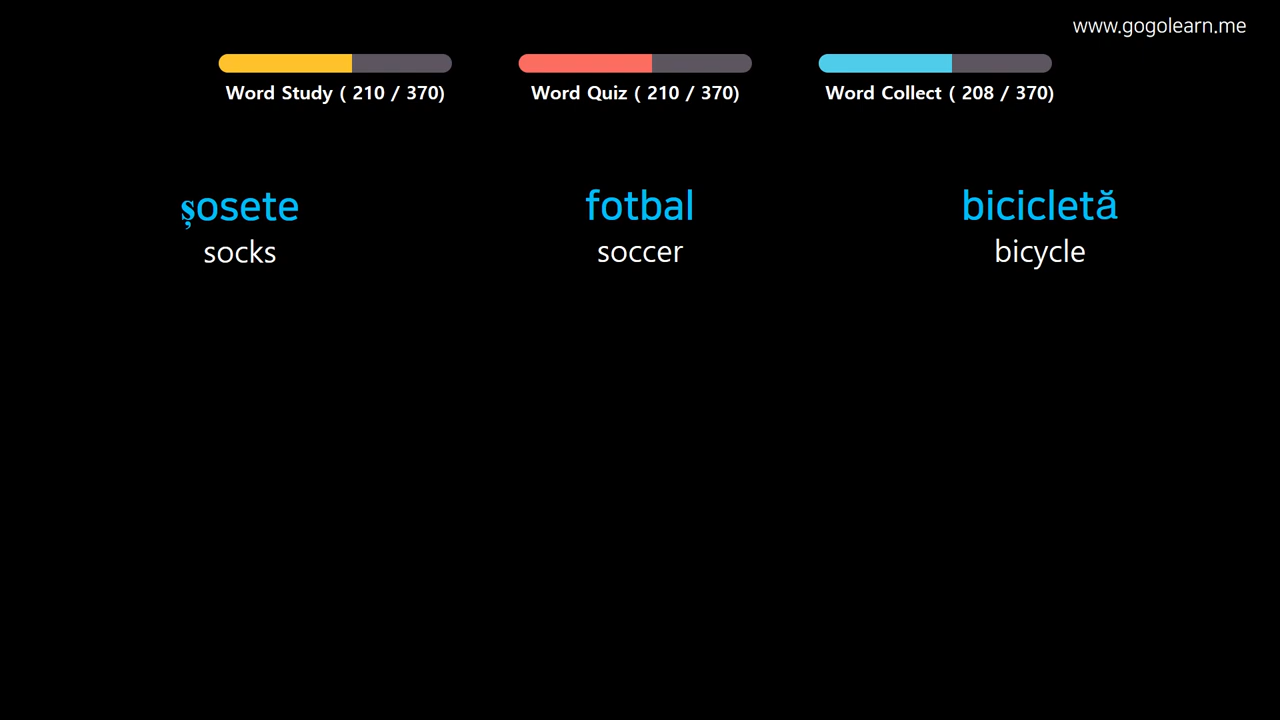 www.gogolearn.me
Word Study ( 210 / 370)
Word Quiz ( 210 / 370)
Word Collect ( 208 / 370)
șosete
fotbal
bicicletă
socks
soccer
bicycle